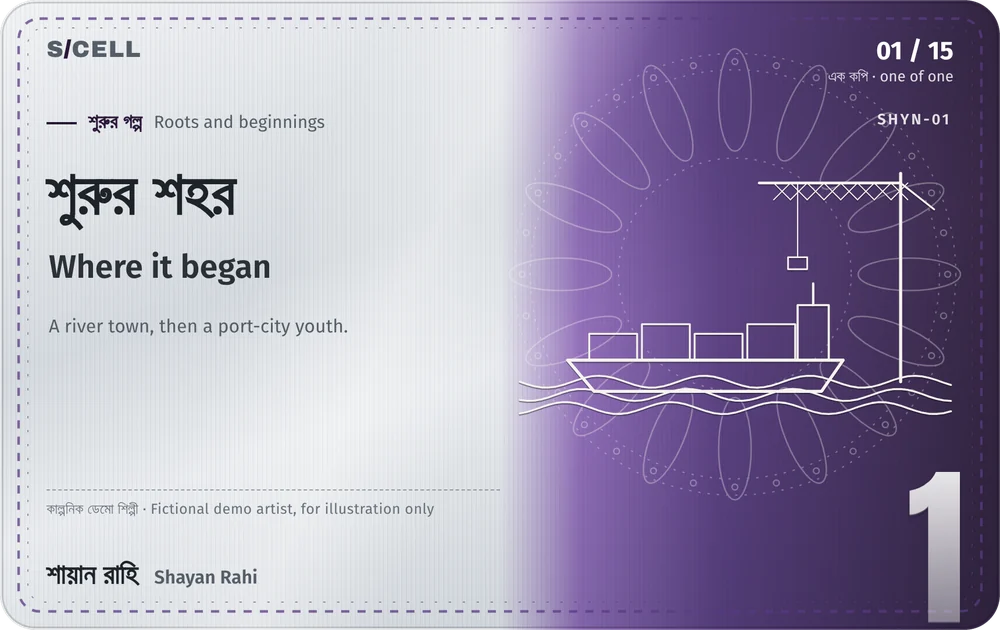 S/CELL
01 / 15
এক কপি · one of one
SHYN-01
শুরুর গল্প Roots and beginnings
শুরুর শহর
Where it began
A river town, then a port-city youth.
কাল্পনিক ডেমো শিল্পী · Fictional demo artist, for illustration only
শায়ান রাহি Shayan Rahi
1